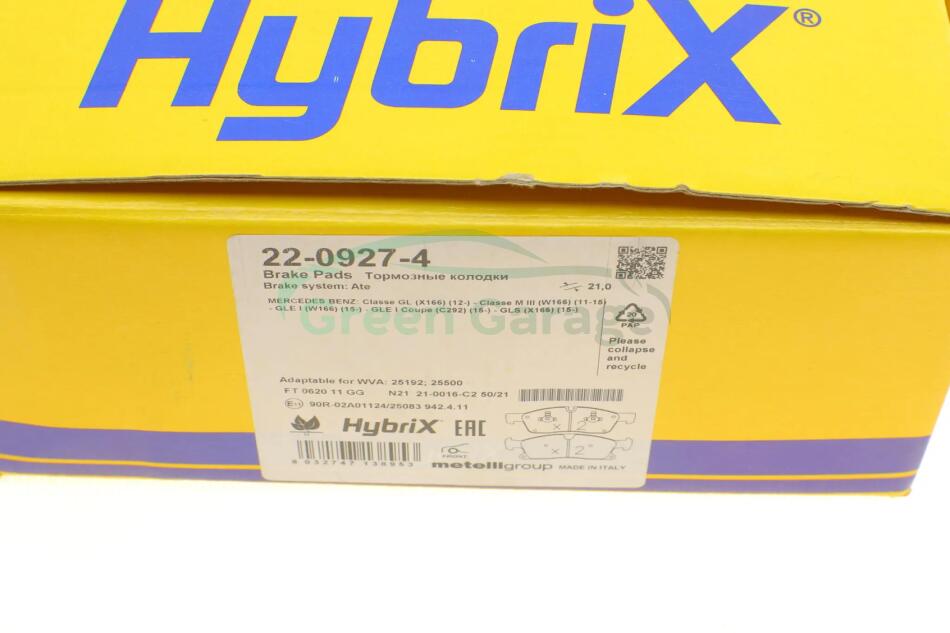 HybriX®
22-0927-4
Brake Pads Тормозные колодки
Brake system: Ate
21,0
MERCEDES BENZ: Classe GL (X166) (12-) - Classe M III (W166) (11-15)
- GLE I (W166) (15-) - GLE I Coupe (C292) (15-) - GLS (X166) (15-)
Green Garage
20
PAP
Please
collapse
and
recycle
Adaptable for WVA: 25192; 25500
FT 0620 11 GG N21 21-0016-C2 50/21
90R-02A01124/25083 942.4.11
HybriX EAC
x 2
x 2
8 032747 138953
FRONT
metelligroup MADE IN ITALY